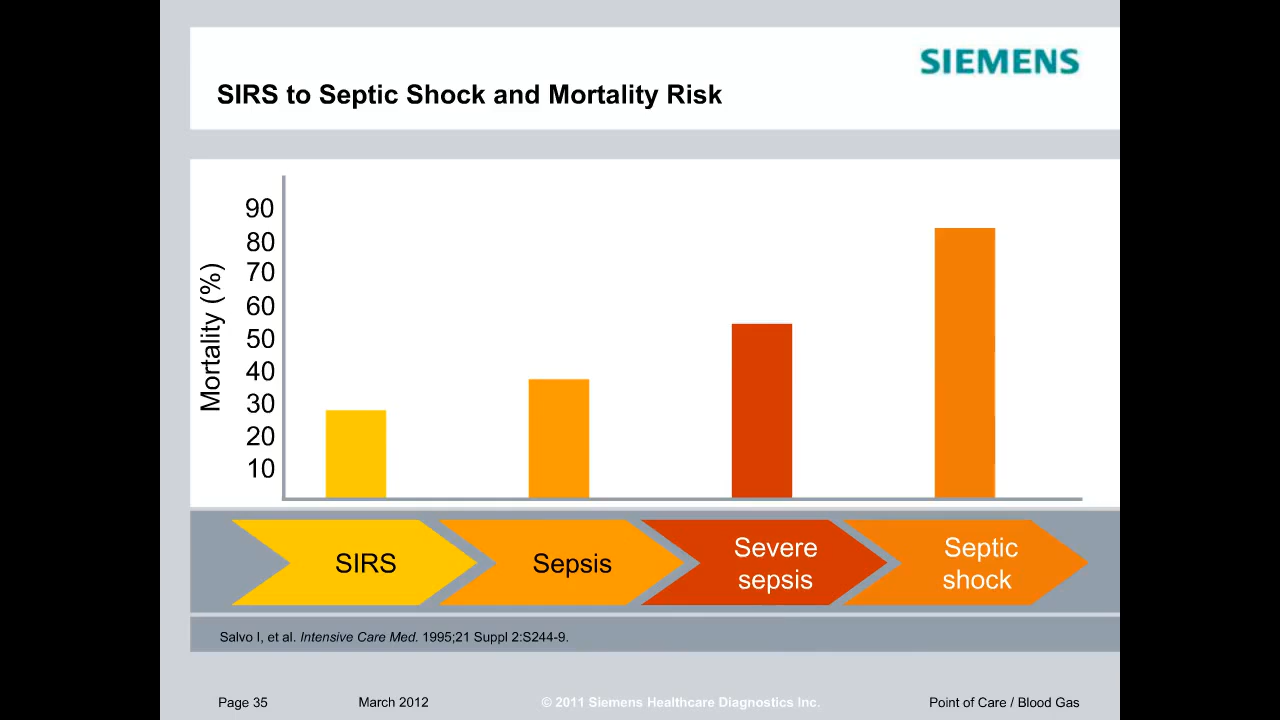 SIEMENS
SIRS to Septic Shock and Mortality Risk
Mortality (%)
90
80
70
60
50
40
30
20
10
SIRS
Sepsis
Severe
sepsis
Septic
shock
Salvo I, et al. Intensive Care Med. 1995;21 Suppl 2:S244-9.
Page 35
March 2012
© 2011 Siemens Healthcare Diagnostics Inc.
Point of Care / Blood Gas